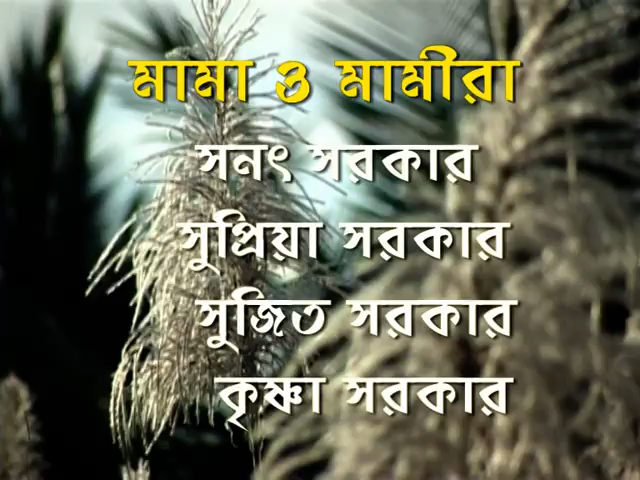 মামা ও মামীরা
সনৎ সরকার
সুপ্রিয়া সরকার
সুজিত সরকার
কৃষ্ণা সরকার